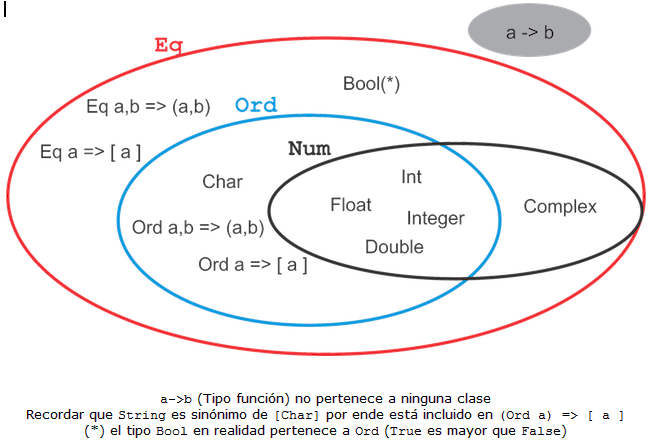 a -> b
Eq
Bool(*)
Eq a,b => (a,b)
Ord
Eq a => [ a ]
Num
Char
Int
Float
Complex
Integer
Ord a,b => (a,b)
Double
Ord a => [ a ]
a->b (Tipo función) no pertenece a ninguna clase
Recordar que String es sinónimo de [Char] por ende está incluido en (Ord a) => [ a ]
(*) el tipo Bool en realidad pertenece a Ord (True es mayor que False)